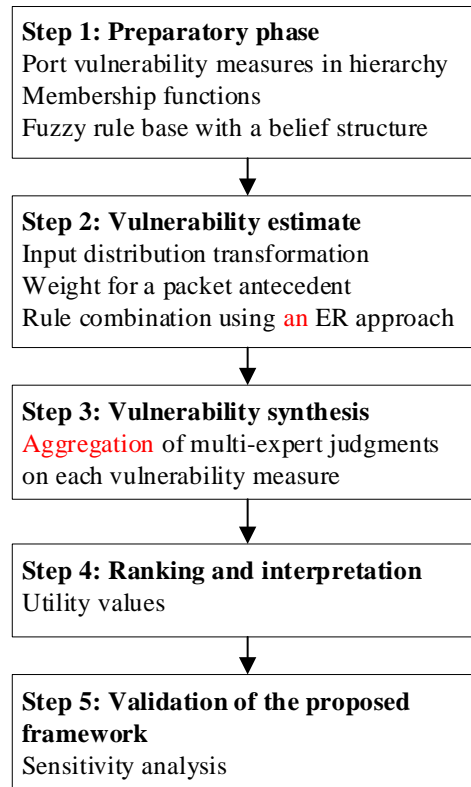 Step 1: Preparatory phase
Port vulnerability measures in hierarchy
Membership functions
Fuzzy rule base with a belief structure
Step 2: Vulnerability estimate
Input distribution transformation
Weight for a packet antecedent
Rule combination using an ER approach
Step 3: Vulnerability synthesis
Aggregation of multi-expert judgments
on each vulnerability measure
Step 4: Ranking and interpretation
Utility values
Step 5: Validation of the proposed
framework
Sensitivity analysis